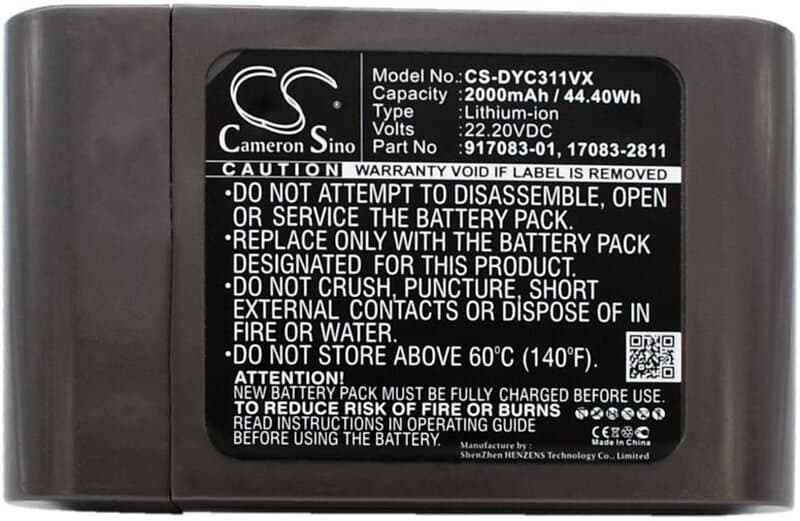 CS
Cameron Sino
Model No.: CS-DYC311VX
Capacity : 2000mAh / 44.40Wh
Type : Lithium-ion
Volts : 22.20VDC
Part No : 917083-01, 17083-2811
CAUTION WARRANTY VOID IF LABEL IS REMOVED
•DO NOT ATTEMPT TO DISASSEMBLE, OPEN
OR SERVICE THE BATTERY PACK.
•REPLACE ONLY WITH THE BATTERY PACK
DESIGNATED FOR THIS PRODUCT.
•DO NOT CRUSH, PUNCTURE, SHORT
EXTERNAL CONTACTS OR DISPOSE OF IN
FIRE OR WATER.
•DO NOT STORE ABOVE 60°C (140°F).
ATTENTION!
NEW BATTERY PACK MUST BE FULLY CHARGED BEFORE USE.
TO REDUCE RISK OF FIRE OR BURNS
READ INSTRUCTIONS IN OPERATING GUIDE
BEFORE USING THE BATTERY.
CE
Made In China
Manufacture by :
ShenZhen HENZENS Technology Co., Limited